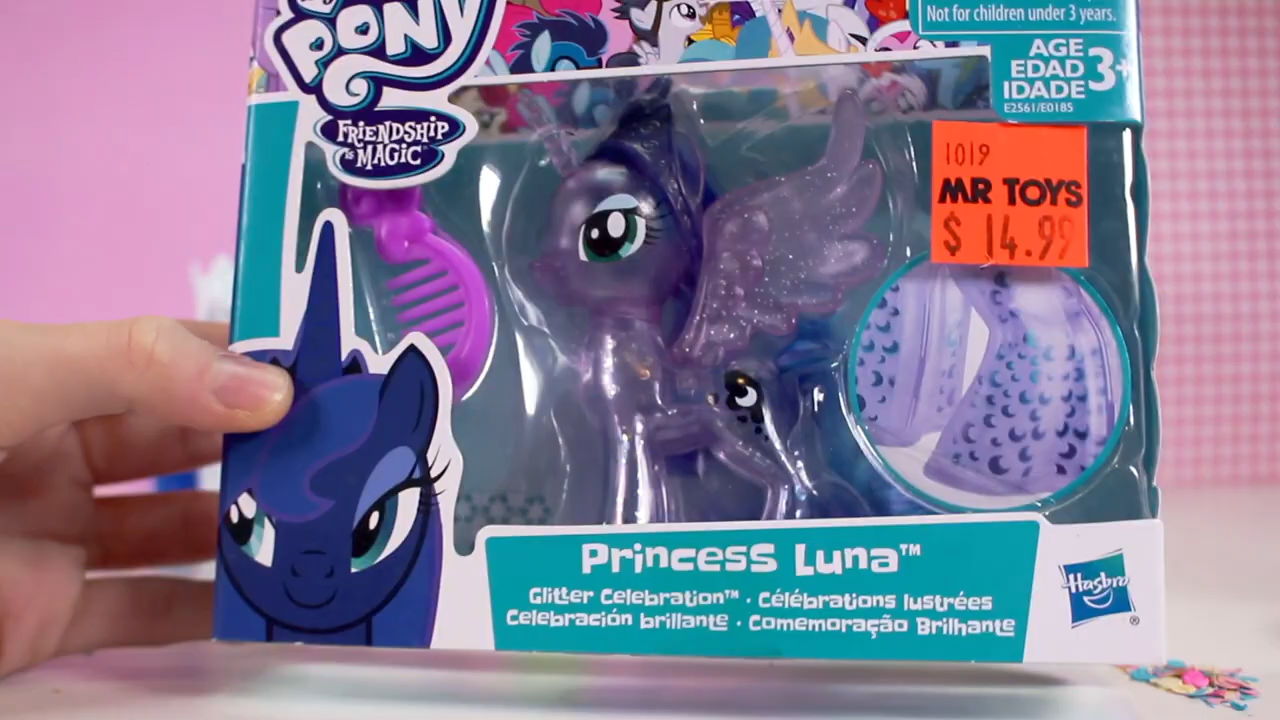 PONY
FRIENDSHIP
IS MAGIC
Not for children under 3 years.
AGE
EDAD
IDADE
3+
E2561/E0185
1019
MR TOYS
$ 14.99
Princess Luna™
Glitter Celebration™ · Célébrations lustrées
Celebración brillante · Comemoração Brilhante
Hasbro
®